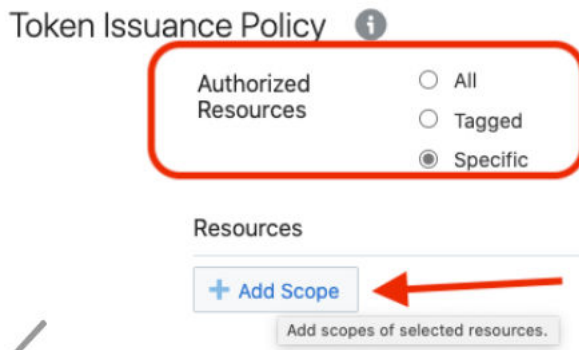 Token Issuance Policy
Authorized
Resources
All
Tagged
Specific
Resources
+ Add Scope
Add scopes of selected resources.